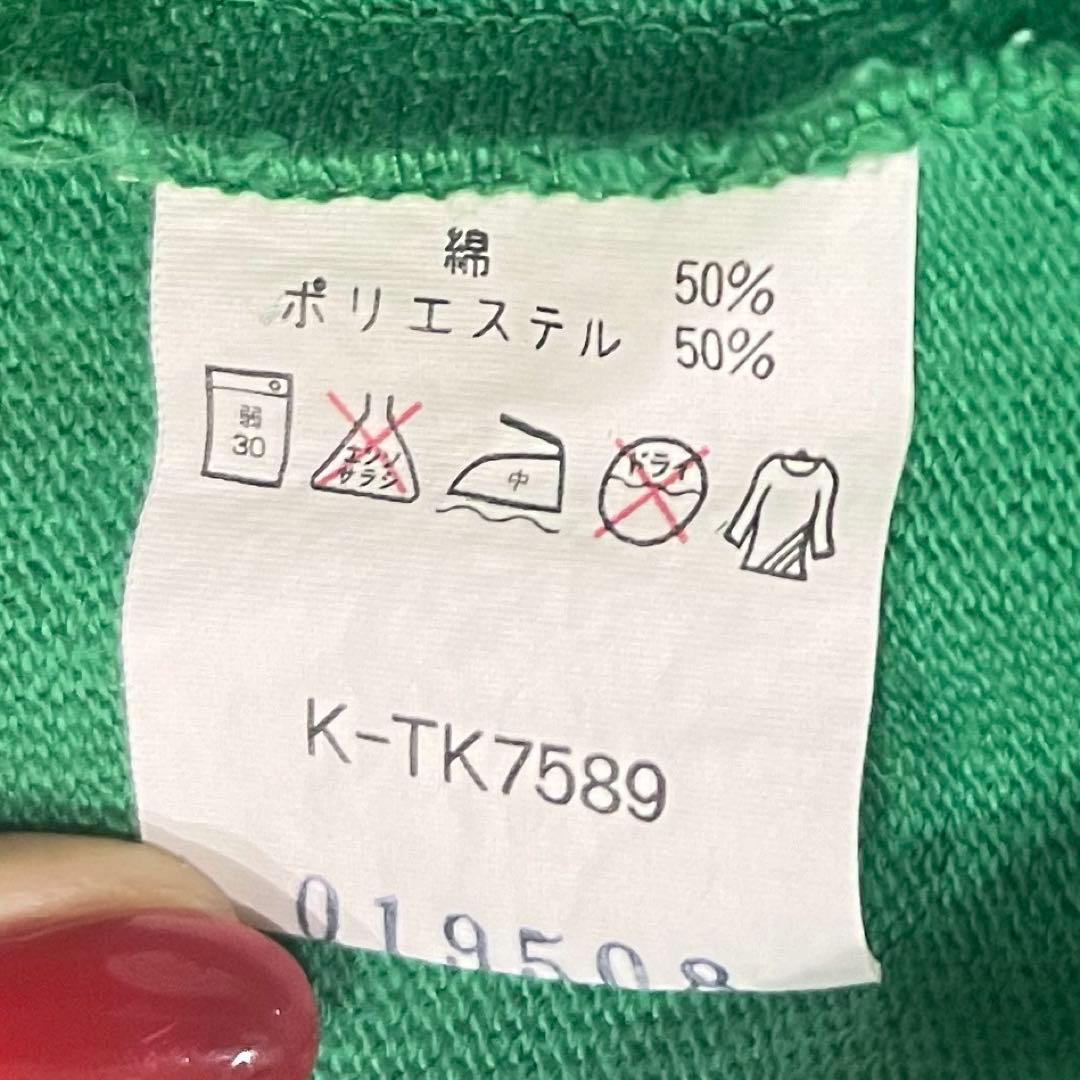 綿 50%
ポリエステル 50%
弱
30
エンソ
サラシ
中
ドライ
K-TK7589
019508